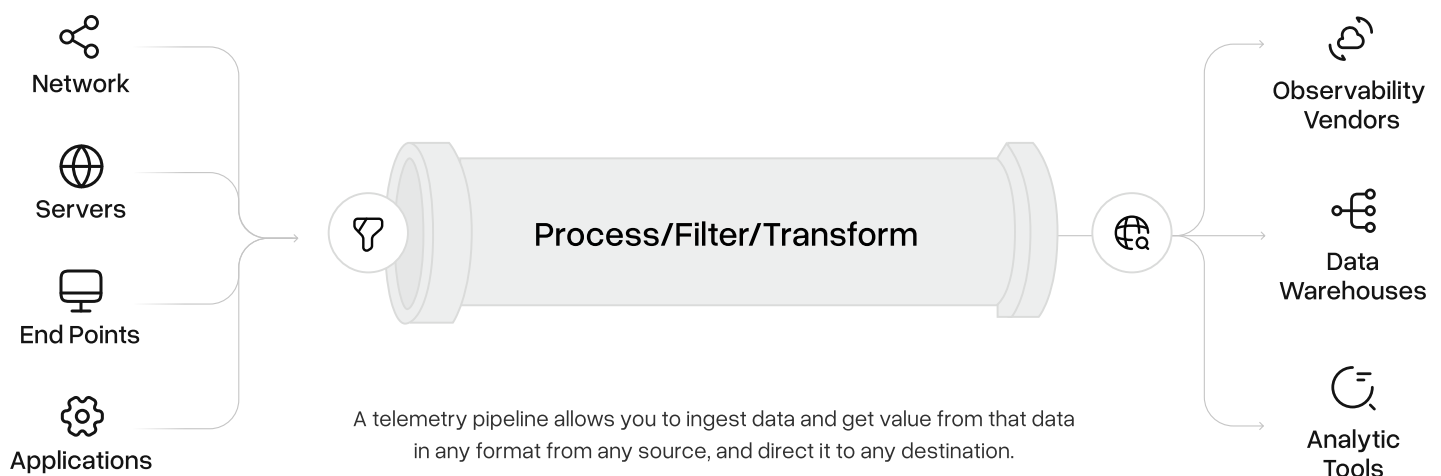 Network
Servers
End Points
Applications
Process/Filter/Transform
A telemetry pipeline allows you to ingest data and get value from that data
in any format from any source, and direct it to any destination.
Observability
Vendors
Data
Warehouses
Analytic
Tools